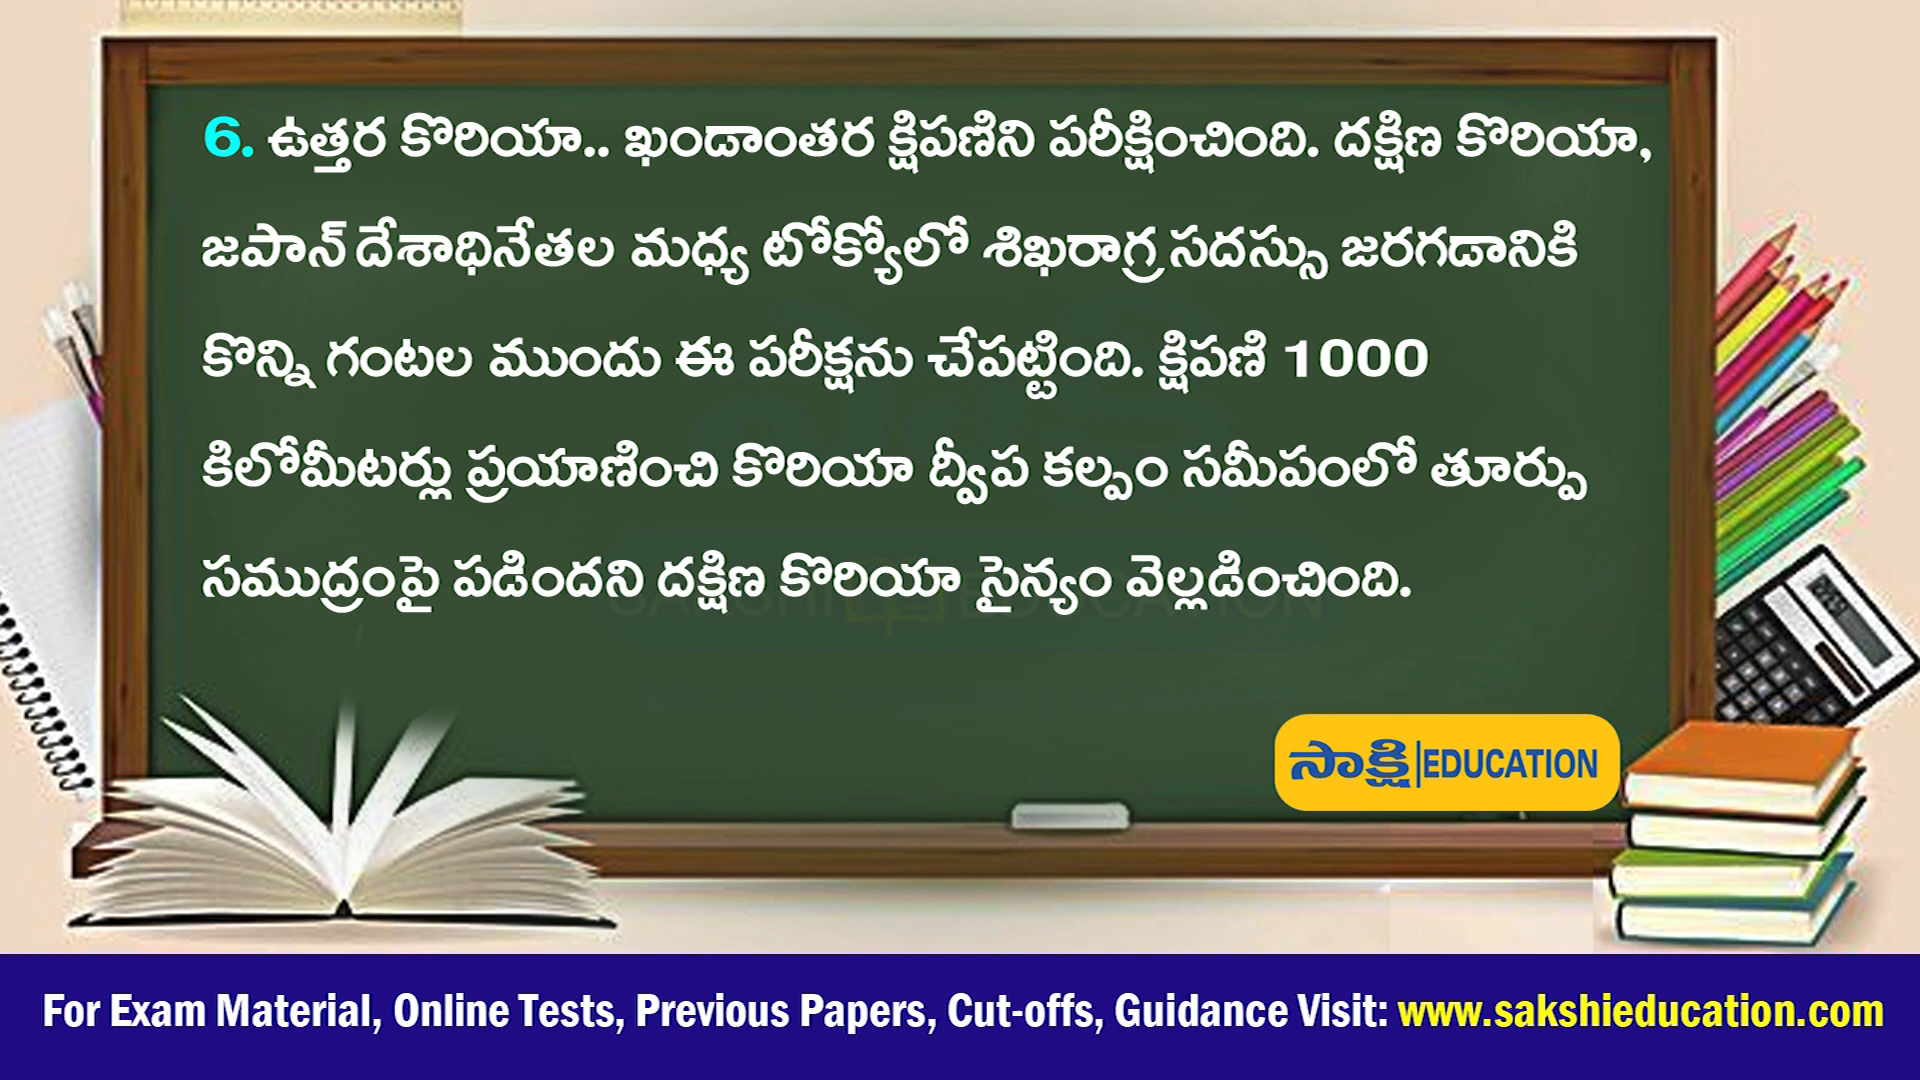 6. ఉత్తర కొరియా.. ఖండాంతర క్షిపణిని పరీక్షించింది. దక్షిణ కొరియా,
జపాన్ దేశాధినేతల మధ్య టోక్యోలో శిఖరాగ్ర సదస్సు జరగడానికి
కొన్ని గంటల ముందు ఈ పరీక్షను చేపట్టింది. క్షిపణి 1000
కిలోమీటర్లు ప్రయాణించి కొరియా ద్వీప కల్పం సమీపంలో తూర్పు
సముద్రంపై పడిందని దక్షిణ కొరియా సైన్యం వెల్లడించింది.
SAKSHI EDUCATION
సాక్షి EDUCATION
For Exam Material, Online Tests, Previous Papers, Cut-offs, Guidance Visit: www.sakshieducation.com